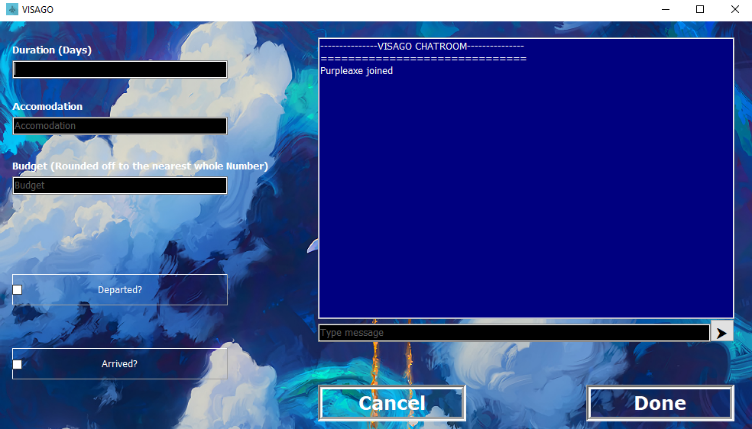 VISAGO
Duration (Days)
Accomodation
Accomodation
Budget (Rounded off to the nearest whole Number)
Budget
Departed?
Arrived?
---------------VISAGO CHATROOM---------------
==============================
Purpleaxe joined
Type message
Cancel
Done